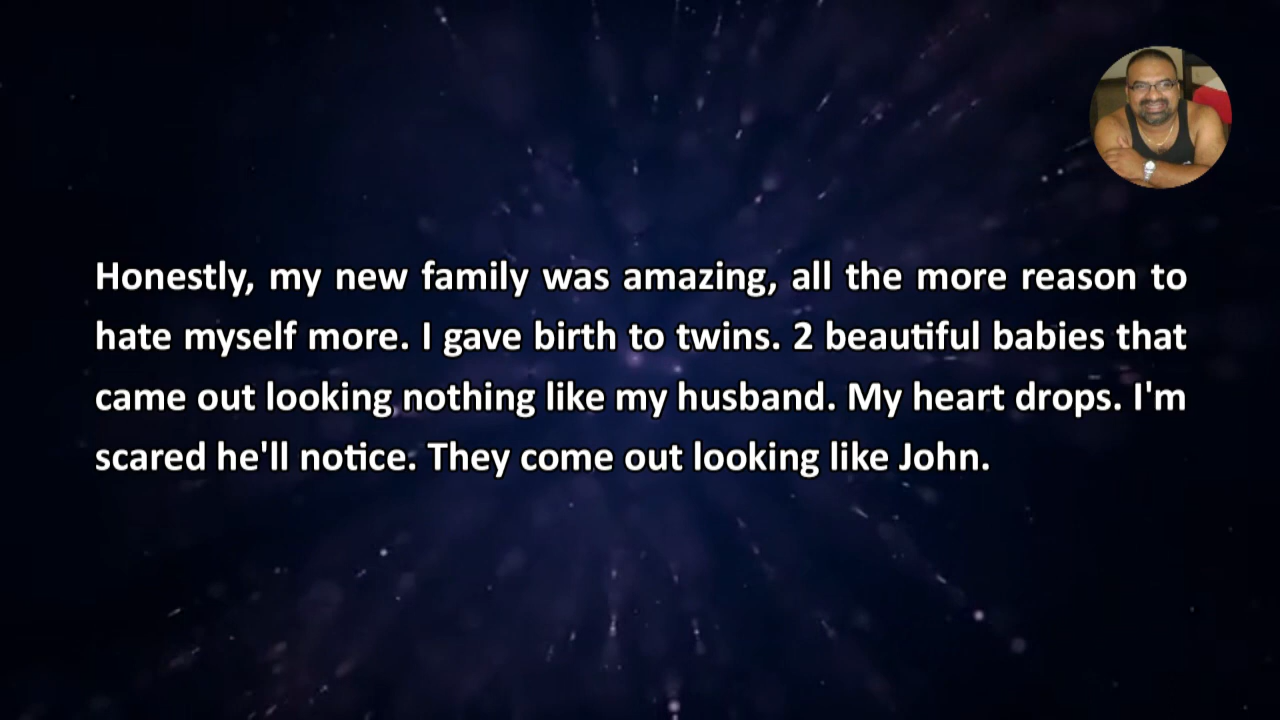 Honestly, my new family was amazing, all the more reason to
hate myself more. I gave birth to twins. 2 beautiful babies that
came out looking nothing like my husband. My heart drops. I'm
scared he'll notice. They come out looking like John.